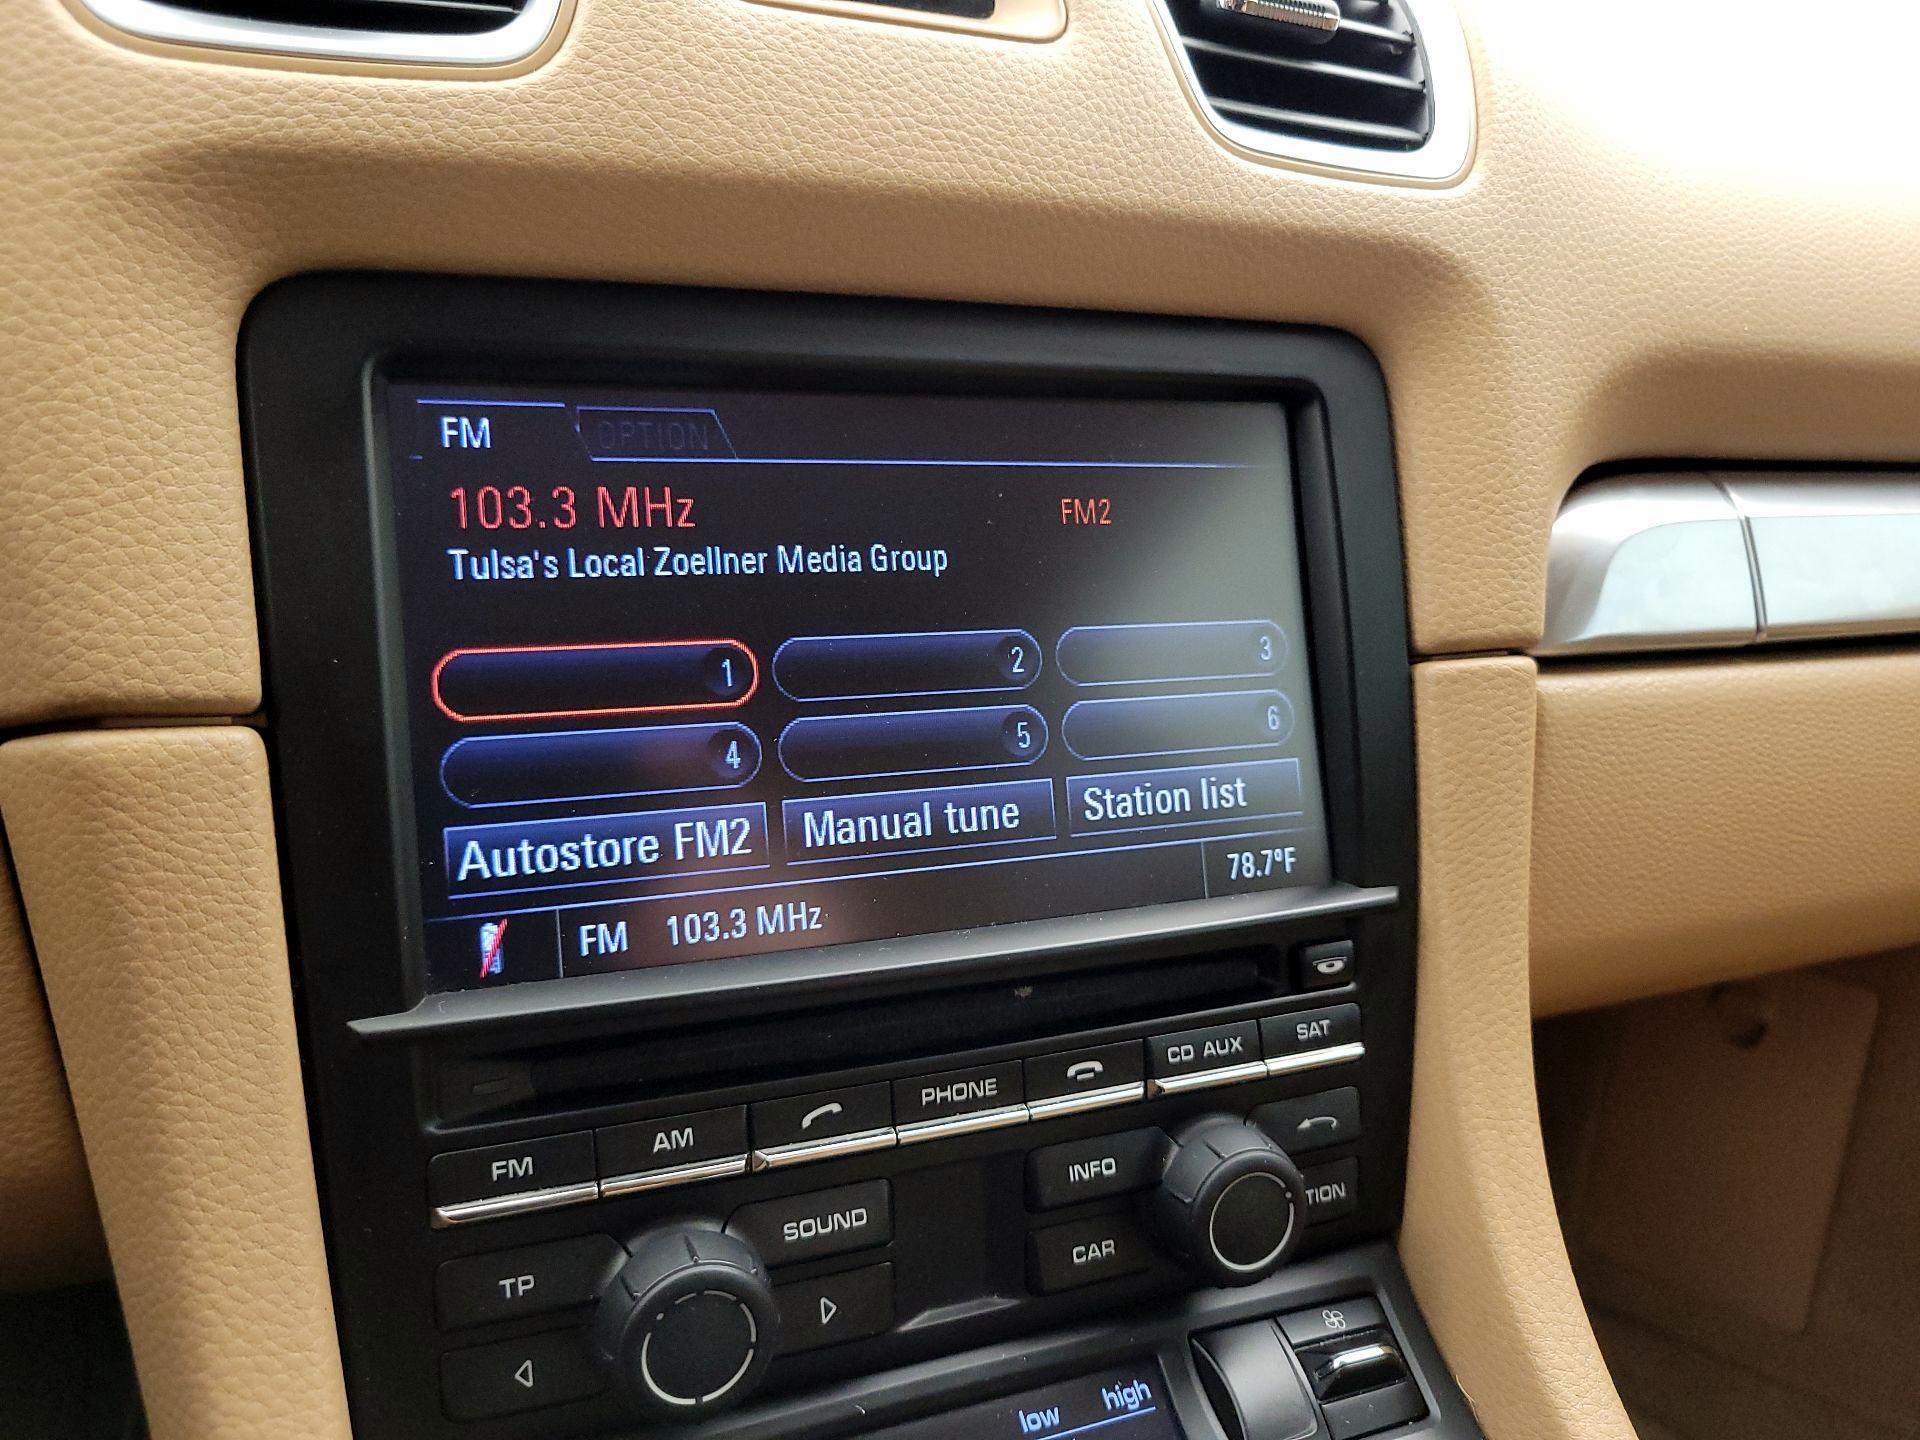 FM OPTION
103.3 MHz FM2
Tulsa's Local Zoellner Media Group
1 2 3
4 5 6
Autostore FM2 Manual tune Station list
FM 103.3 MHz 78.7°F
FM AM PHONE CD AUX SAT
TP SOUND INFO TION
CAR
low high